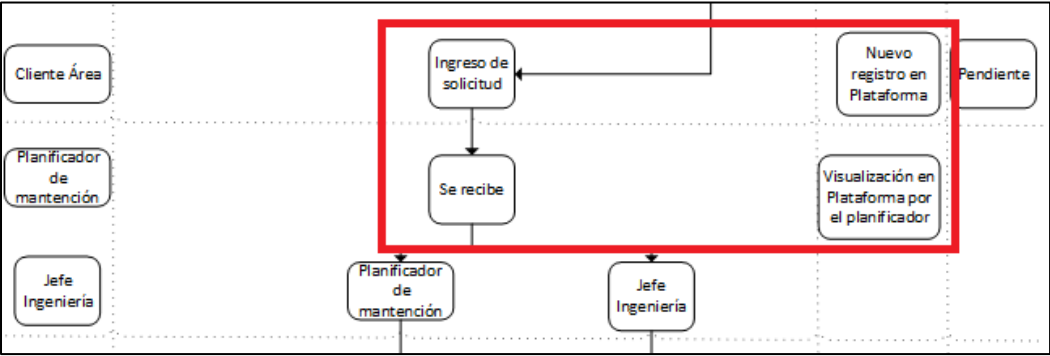 Cliente Área
Ingreso de
solicitud
Nuevo
registro en
Plataforma
Pendiente
Planificador
de
mantención
Se recibe
Visualización en
Plataforma por
el planificador
Jefe
Ingeniería
Planificador
de
mantención
Jefe
Ingeniería